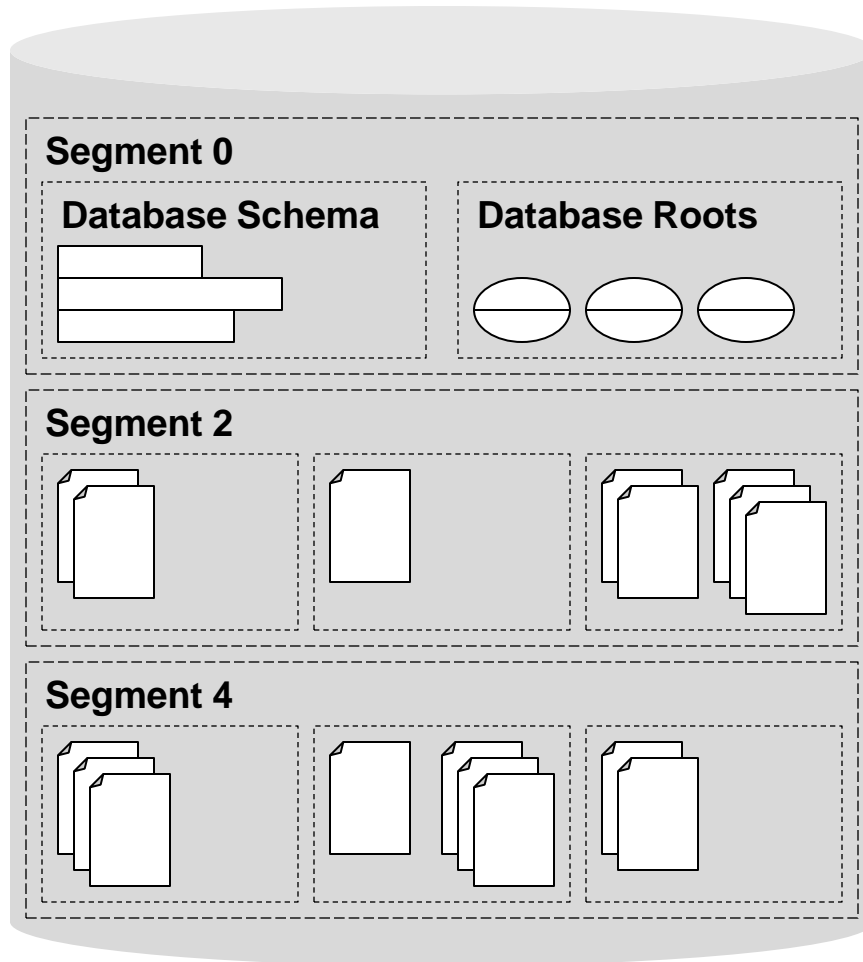 Segment 0
Database Schema
Database Roots
Segment 2
Segment 4